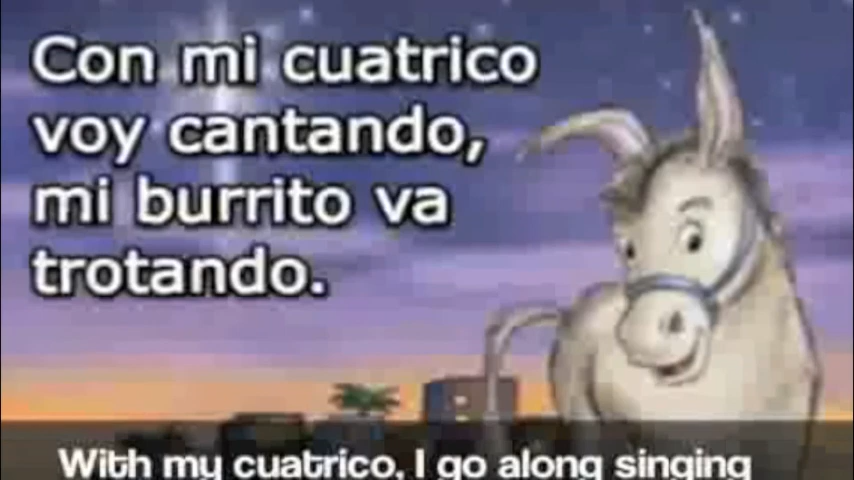 Con mi cuatrico
voy cantando,
mi burrito va
trotando.
With my cuatrico, I go along singing